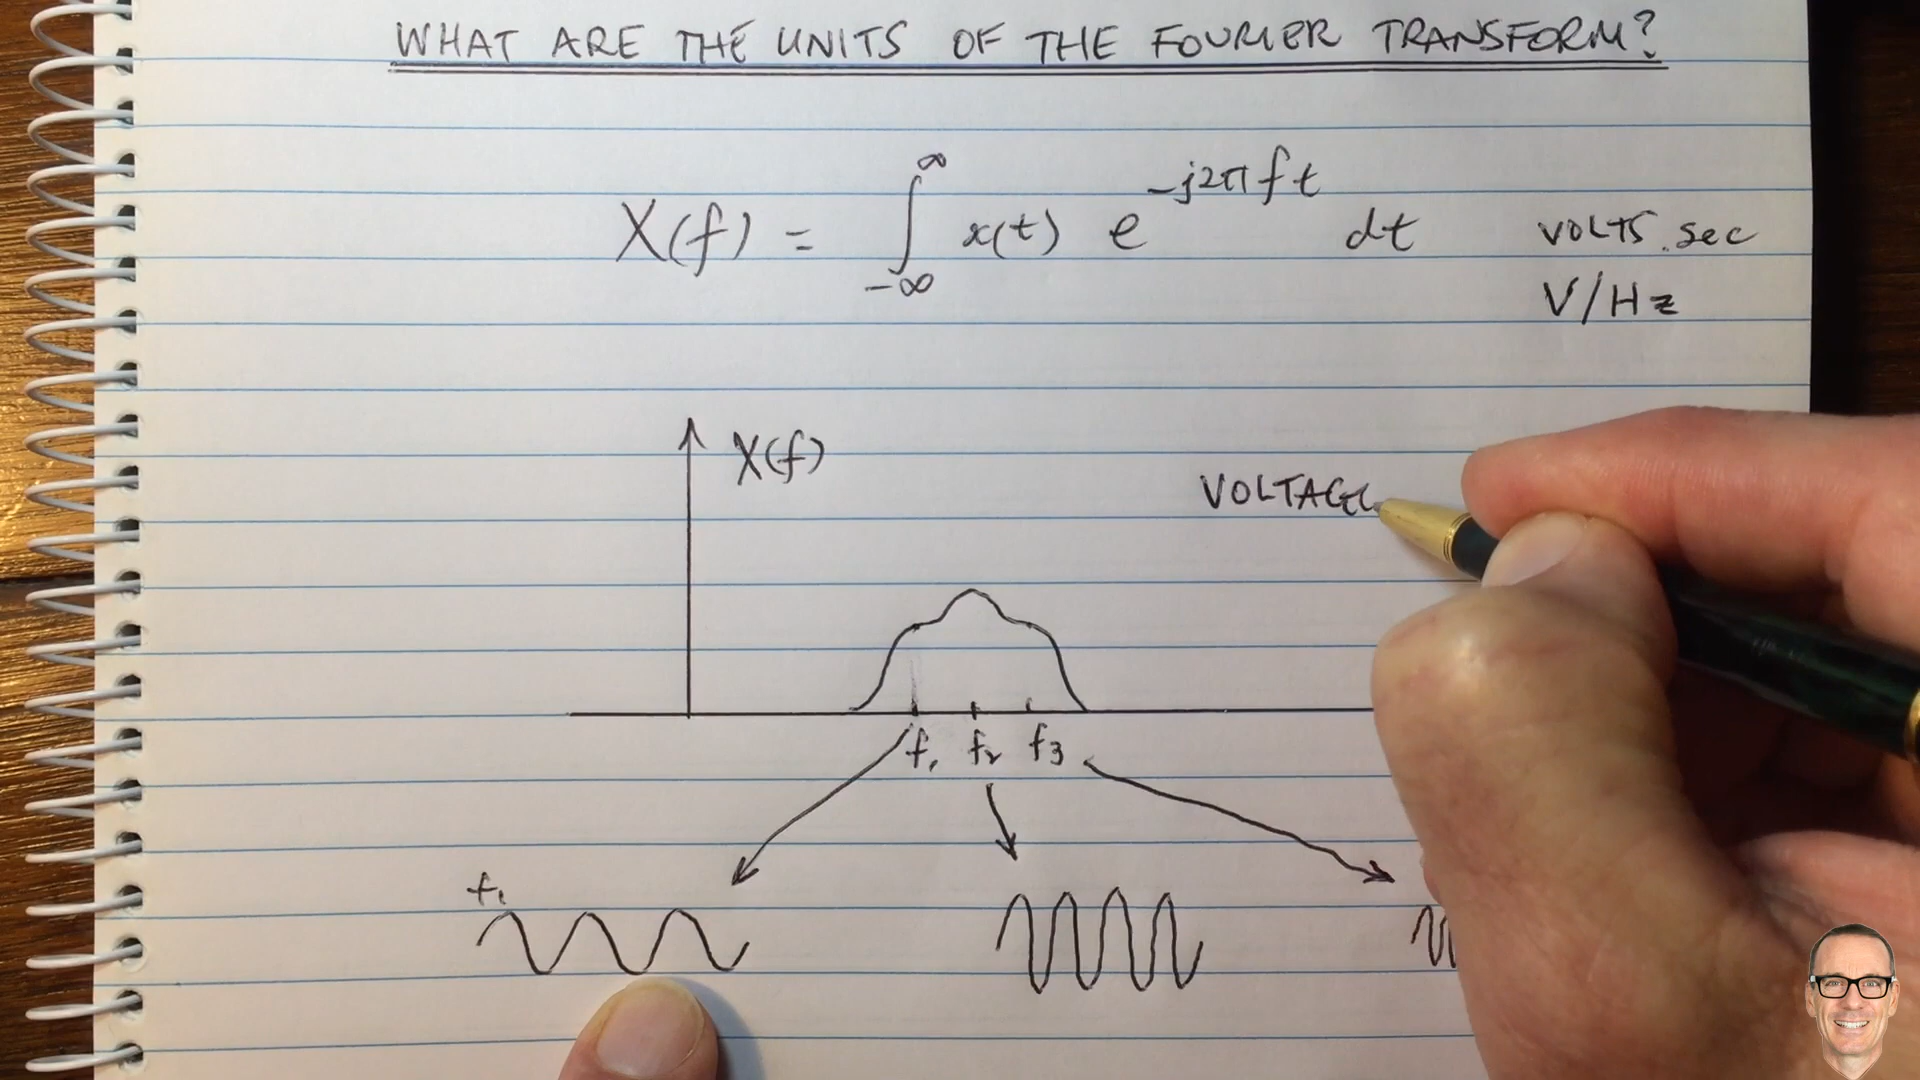 WHAT ARE THE UNITS OF THE FOURIER TRANSFORM?
X(f) = ∫_{-∞}^{∞} x(t) e^{-j2πft} dt VOLTS.sec
V/Hz
X(f)
VOLTAGE
f₁ f₂ f₃
f₁